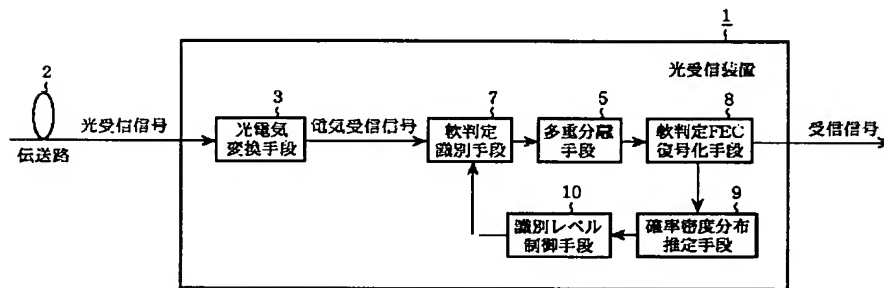 1
光受信装置
2
光受信信号
伝送路
3
光電気
変換手段
電気受信信号
7
軟判定
識別手段
5
多重分離
手段
8
軟判定FEC
復号化手段
受信信号
10
識別レベル
制御手段
9
確率密度分布
推定手段